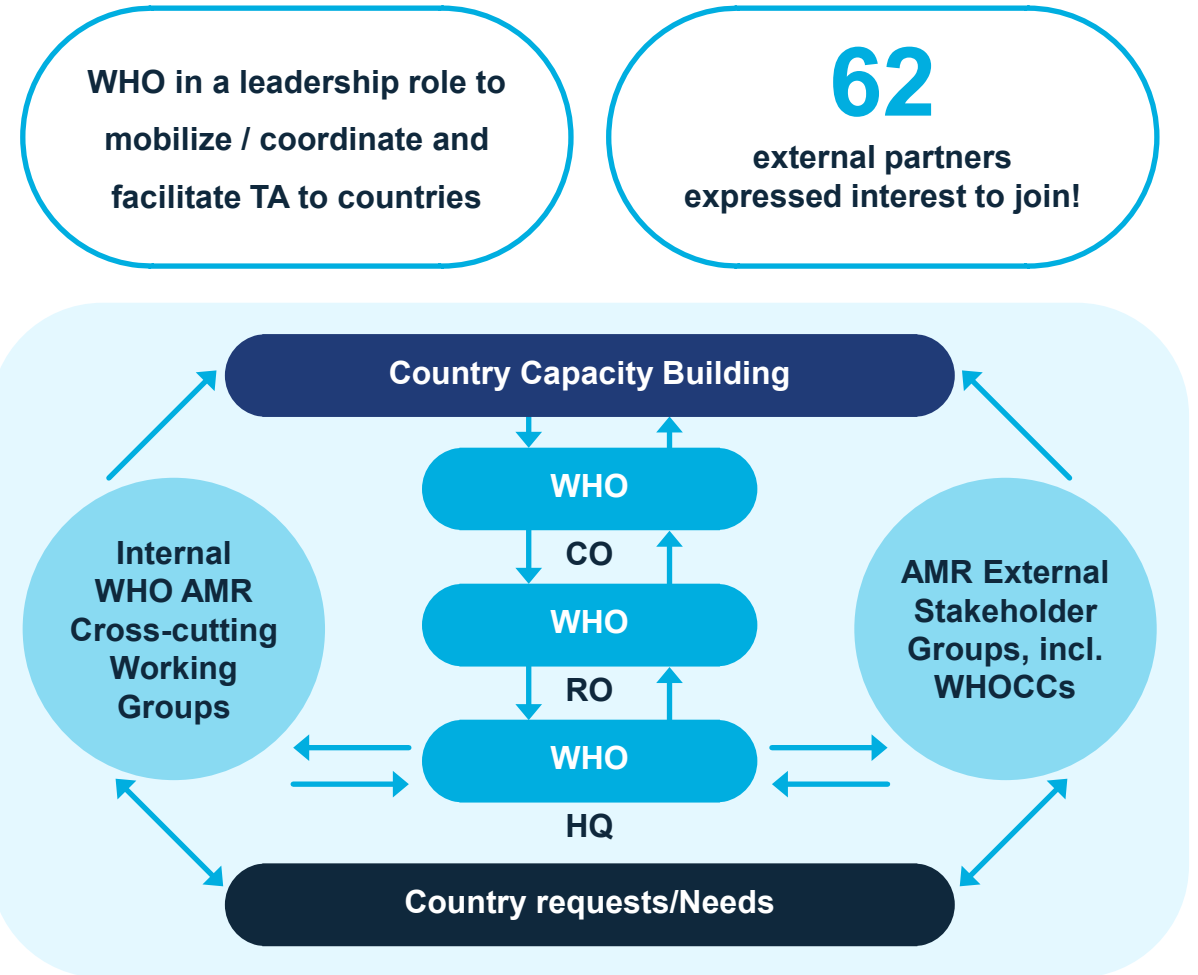 WHO in a leadership role to
mobilize / coordinate and
facilitate TA to countries
62
external partners
expressed interest to join!
Country Capacity Building
WHO
CO
WHO
RO
WHO
HQ
Internal
WHO AMR
Cross-cutting
Working
Groups
AMR External
Stakeholder
Groups, incl.
WHOCCs
Country requests/Needs